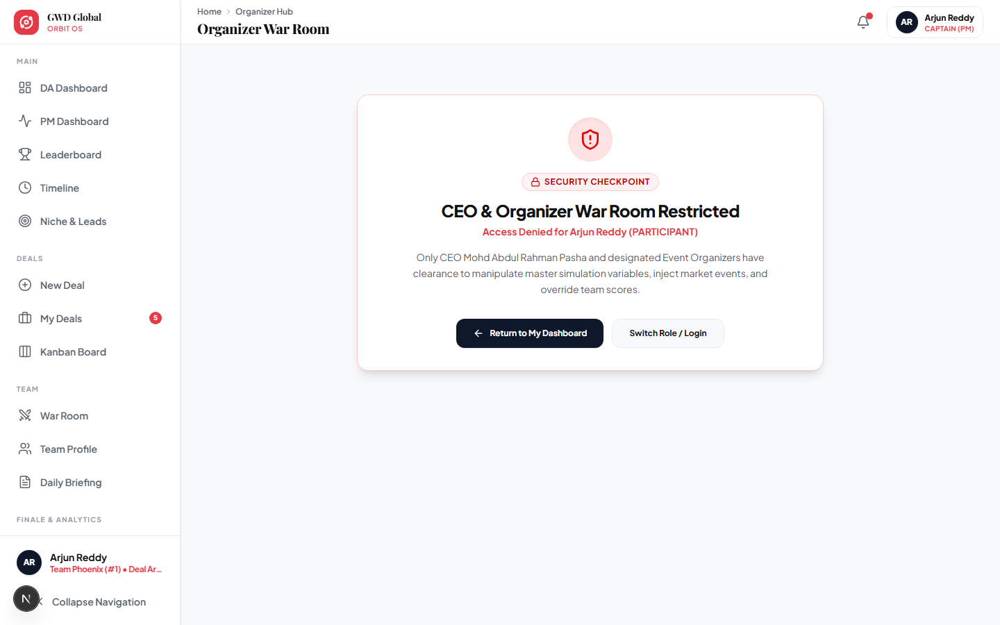 GWD Global
ORBIT OS
Home > Organizer Hub
Organizer War Room
AR
Arjun Reddy
CAPTAIN (PM)
MAIN
DA Dashboard
PM Dashboard
Leaderboard
Timeline
Niche & Leads
DEALS
New Deal
My Deals 5
Kanban Board
TEAM
War Room
Team Profile
Daily Briefing
FINALE & ANALYTICS
AR
Arjun Reddy
Team Phoenix (#1) • Deal Ar...
N
Collapse Navigation
SECURITY CHECKPOINT
CEO & Organizer War Room Restricted
Access Denied for Arjun Reddy (PARTICIPANT)
Only CEO Mohd Abdul Rahman Pasha and designated Event Organizers have
clearance to manipulate master simulation variables, inject market events, and
override team scores.
Return to My Dashboard
Switch Role / Login